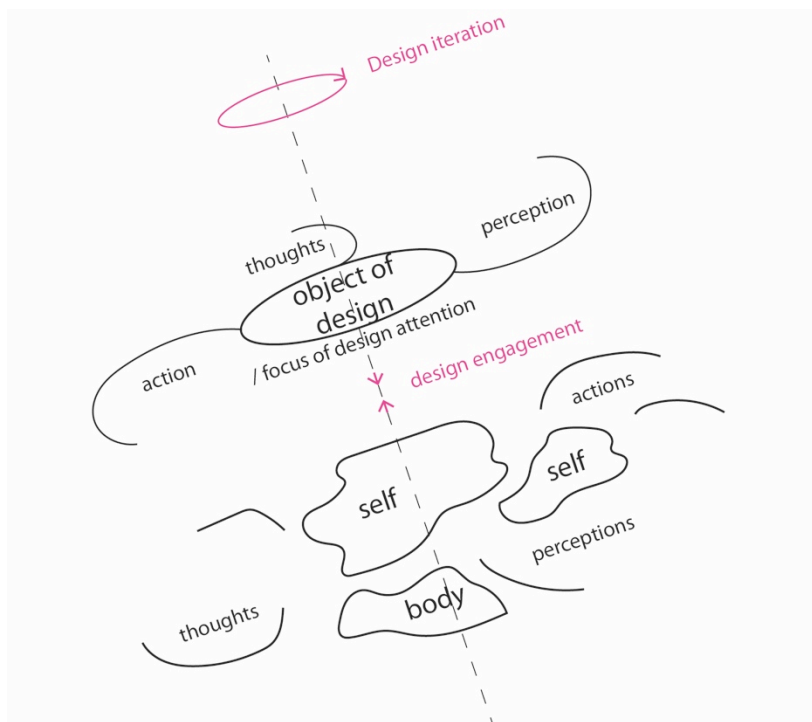 Design iteration
perception
thoughts
object of
design
/ focus of design attention
action
design engagement
actions
self
self
perceptions
body
thoughts